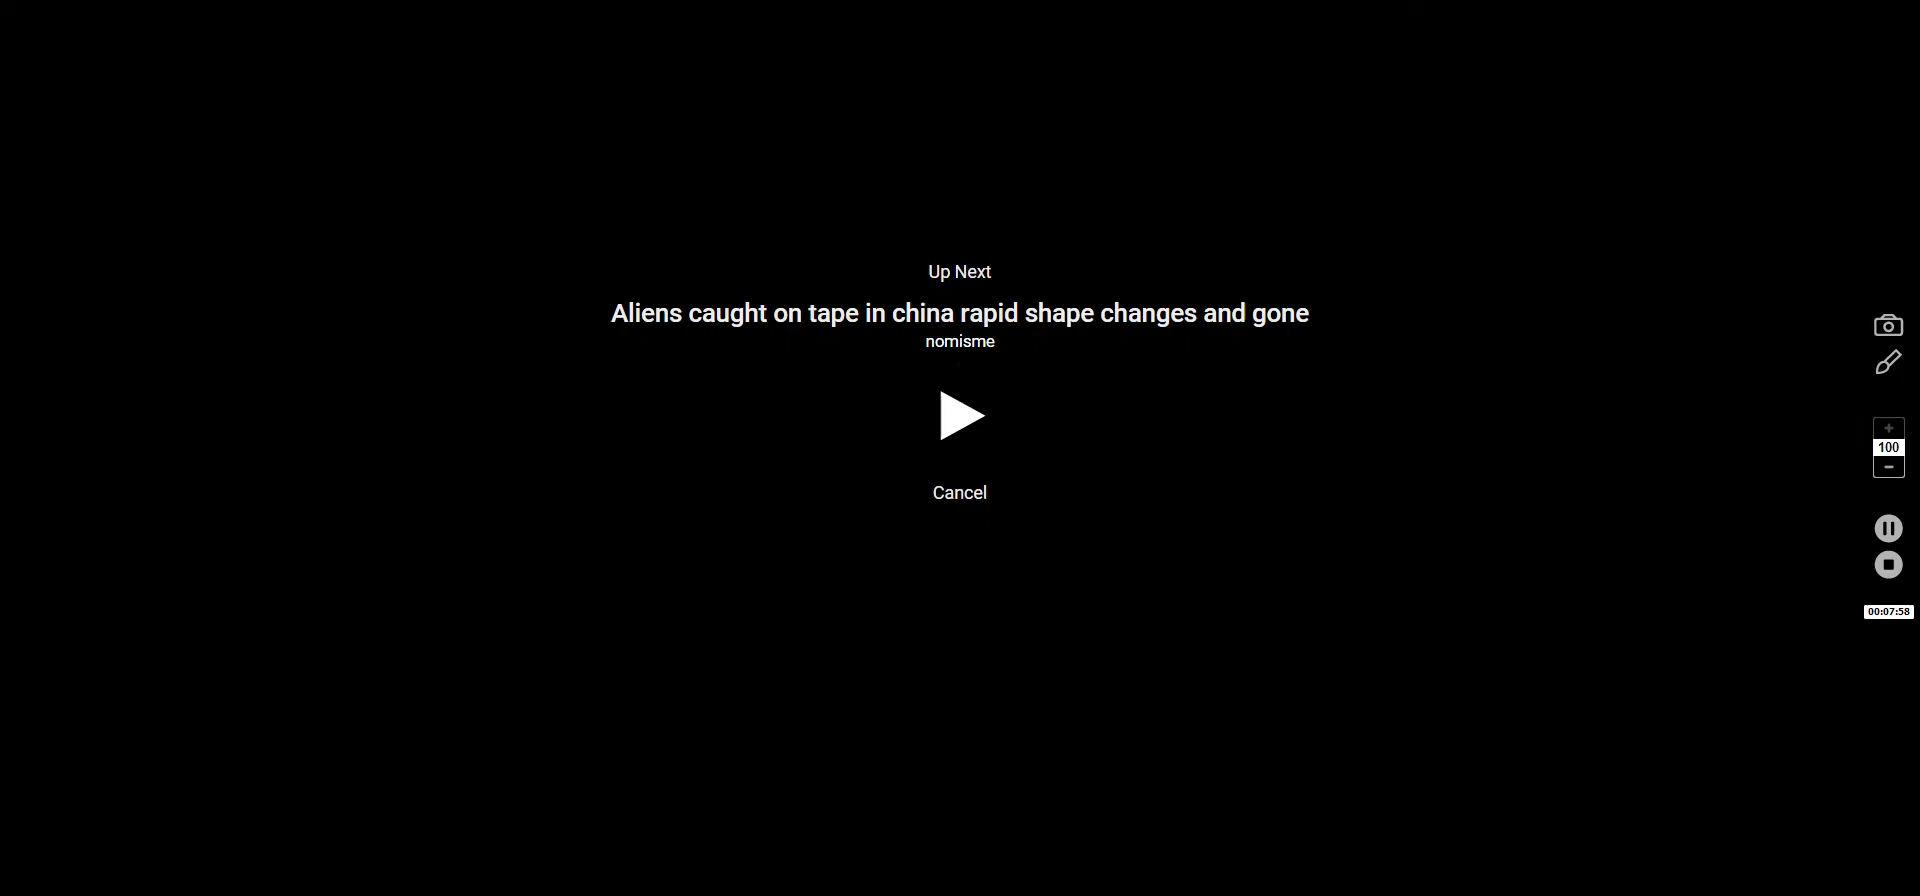 Up Next
Aliens caught on tape in china rapid shape changes and gone
nomisme
Cancel
+
100
-
00:07:58